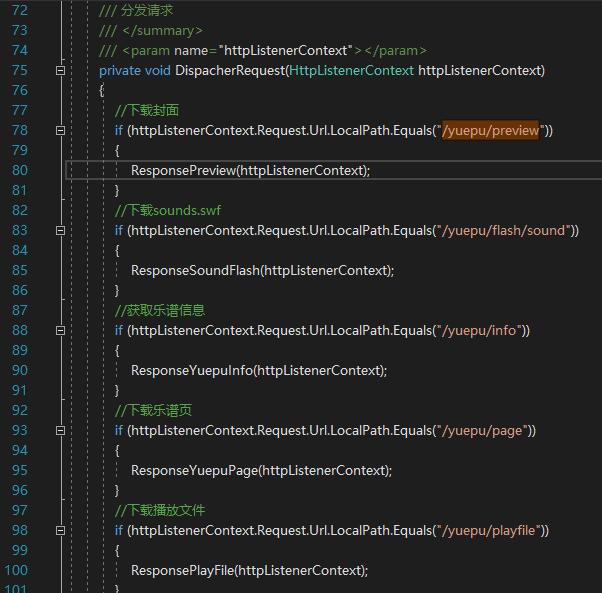 72 /// 分发请求
73 /// </summary>
74 /// <param name="httpListenerContext"></param>
75 private void DispacherRequest(HttpListenerContext httpListenerContext)
76 {
77 //下载封面
78 if (httpListenerContext.Request.Url.LocalPath.Equals("/yuepu/preview"))
79 {
80 ResponsePreview(httpListenerContext);
81 }
82 //下载sounds.swf
83 if (httpListenerContext.Request.Url.LocalPath.Equals("/yuepu/flash/sound"))
84 {
85 ResponseSoundFlash(httpListenerContext);
86 }
87 //获取乐谱信息
88 if (httpListenerContext.Request.Url.LocalPath.Equals("/yuepu/info"))
89 {
90 ResponseYuepuInfo(httpListenerContext);
91 }
92 //下载乐谱页
93 if (httpListenerContext.Request.Url.LocalPath.Equals("/yuepu/page"))
94 {
95 ResponseYuepuPage(httpListenerContext);
96 }
97 //下载播放文件
98 if (httpListenerContext.Request.Url.LocalPath.Equals("/yuepu/playfile"))
99 {
100 ResponsePlayFile(httpListenerContext);
101 }